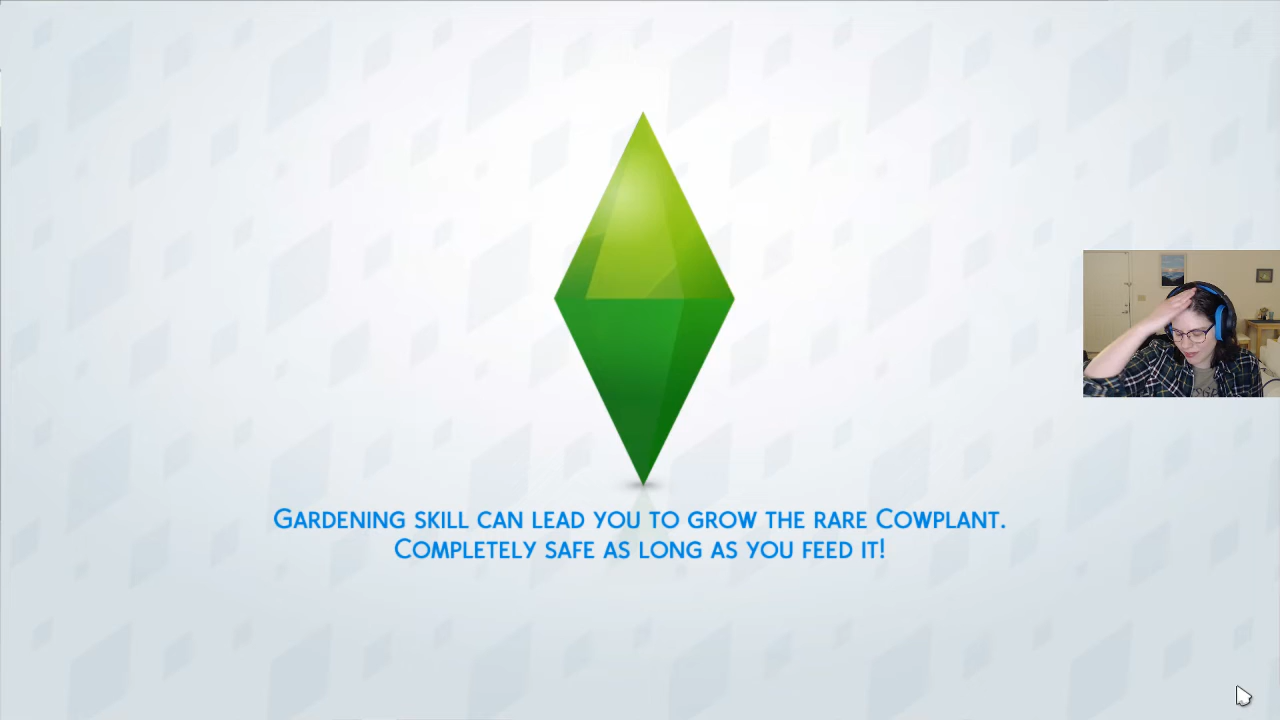 Gardening skill can lead you to grow the rare Cowplant.
Completely safe as long as you feed it!